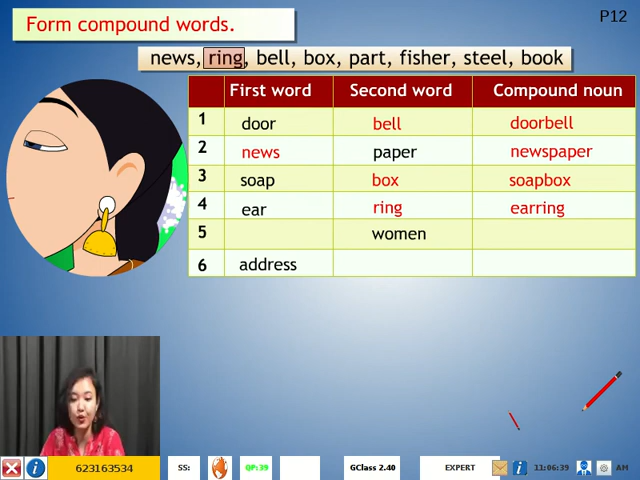 P12
Form compound words.
news, ring, bell, box, part, fisher, steel, book
First word Second word Compound noun
1 door bell doorbell
2 news paper newspaper
3 soap box soapbox
4 ear ring earring
5 women
6 address
623163534 SS: QP:39 GClass 2.40 EXPERT 11:06:39 AM